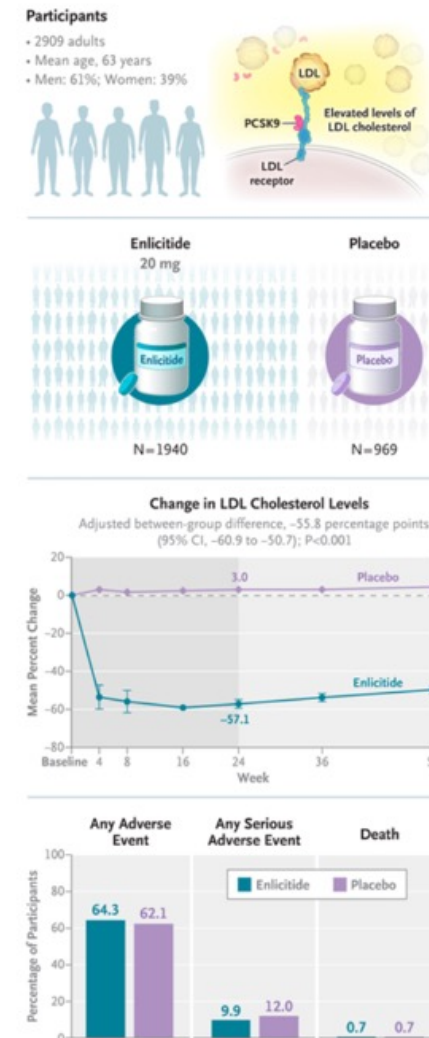 Participants
• 2909 adults
• Mean age, 63 years
• Men: 61%; Women: 39%
LDL
PCSK9
Elevated levels of
LDL cholesterol
LDL
receptor
Enlicitide
20 mg
Placebo
Enlicitide
Placebo
N=1940
N=969
Change in LDL Cholesterol Levels
Adjusted between-group difference, −55.8 percentage points
(95% CI, −60.9 to −50.7); P<0.001
Mean Percent Change
20
0
−20
−40
−60
−80
3.0
Placebo
Enlicitide
−57.1
Baseline 4 8 16 24 36
Week
Any Adverse
Event
Any Serious
Adverse Event
Death
Percentage of Participants
100
80
60
40
20
0
Enlicitide
Placebo
64.3
62.1
9.9
12.0
0.7
0.7